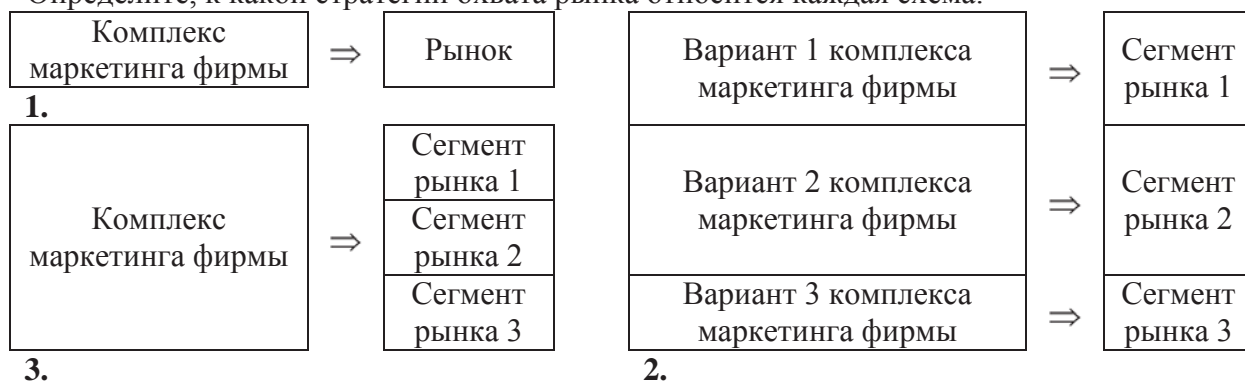 Определите, к какой стратегии охвата рынка относится каждая схема.
Комплекс
маркетинга фирмы
⇒
Рынок
1.
Комплекс
маркетинга фирмы
⇒
Сегмент
рынка 1
Сегмент
рынка 2
Сегмент
рынка 3
3.
Вариант 1 комплекса
маркетинга фирмы
⇒
Сегмент
рынка 1
Вариант 2 комплекса
маркетинга фирмы
⇒
Сегмент
рынка 2
Вариант 3 комплекса
маркетинга фирмы
⇒
Сегмент
рынка 3
2.